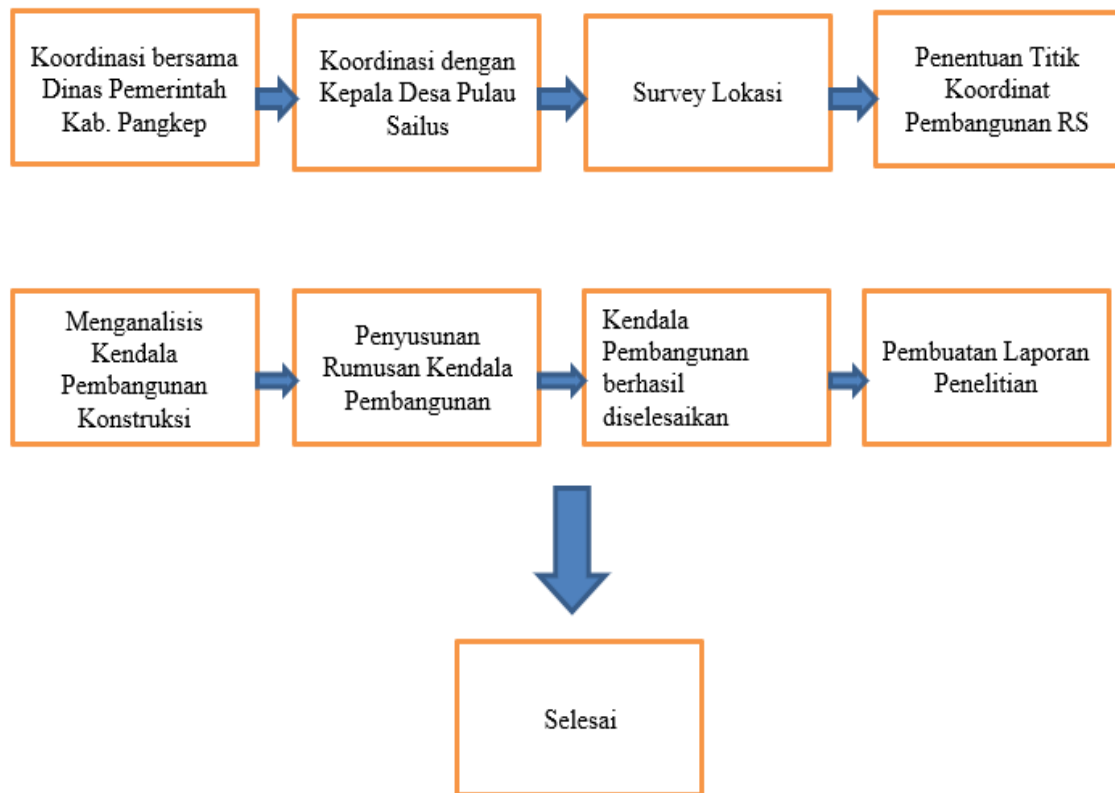 Koordinasi bersama
Dinas Pemerintah
Kab. Pangkep
Koordinasi dengan
Kepala Desa Pulau
Sailus
Survey Lokasi
Penentuan Titik
Koordinat
Pembangunan RS
Menganalisis
Kendala
Pembangunan
Konstruksi
Penyusunan
Rumusan Kendala
Pembangunan
Kendala
Pembangunan
berhasil
diselesaikan
Pembuatan Laporan
Penelitian
Selesai